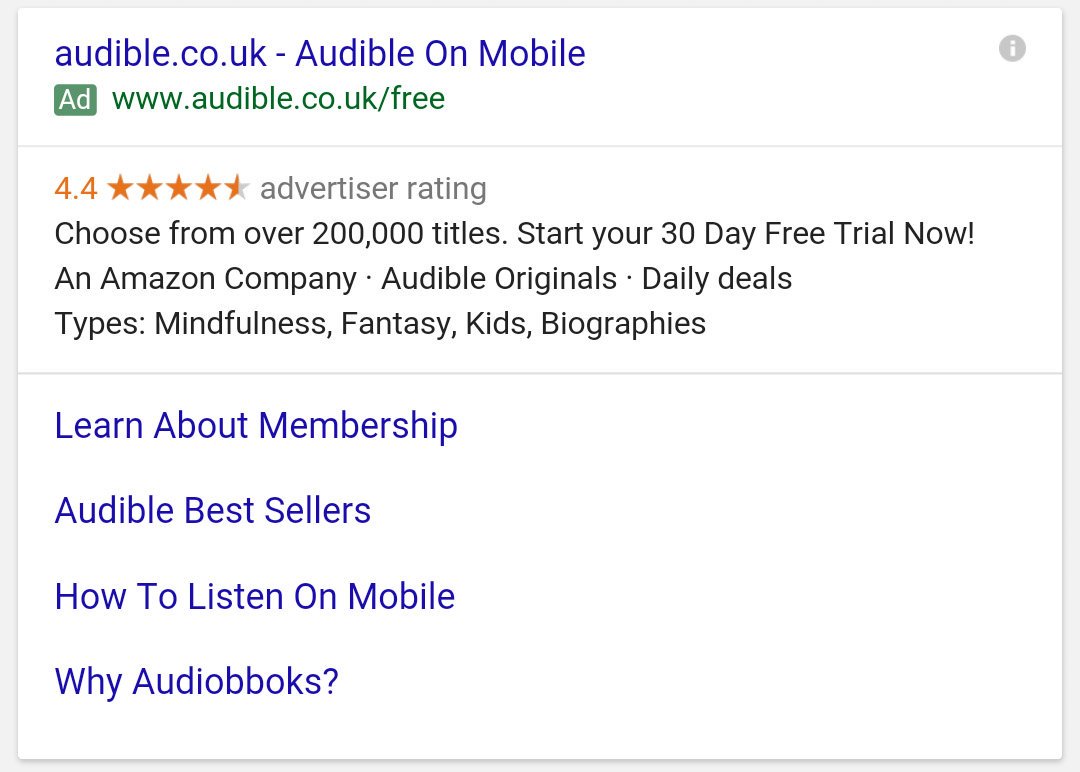 audible.co.uk - Audible On Mobile
Ad www.audible.co.uk/free
4.4 ★★★★ advertiser rating
Choose from over 200,000 titles. Start your 30 Day Free Trial Now!
An Amazon Company · Audible Originals · Daily deals
Types: Mindfulness, Fantasy, Kids, Biographies
Learn About Membership
Audible Best Sellers
How To Listen On Mobile
Why Audiobboks?